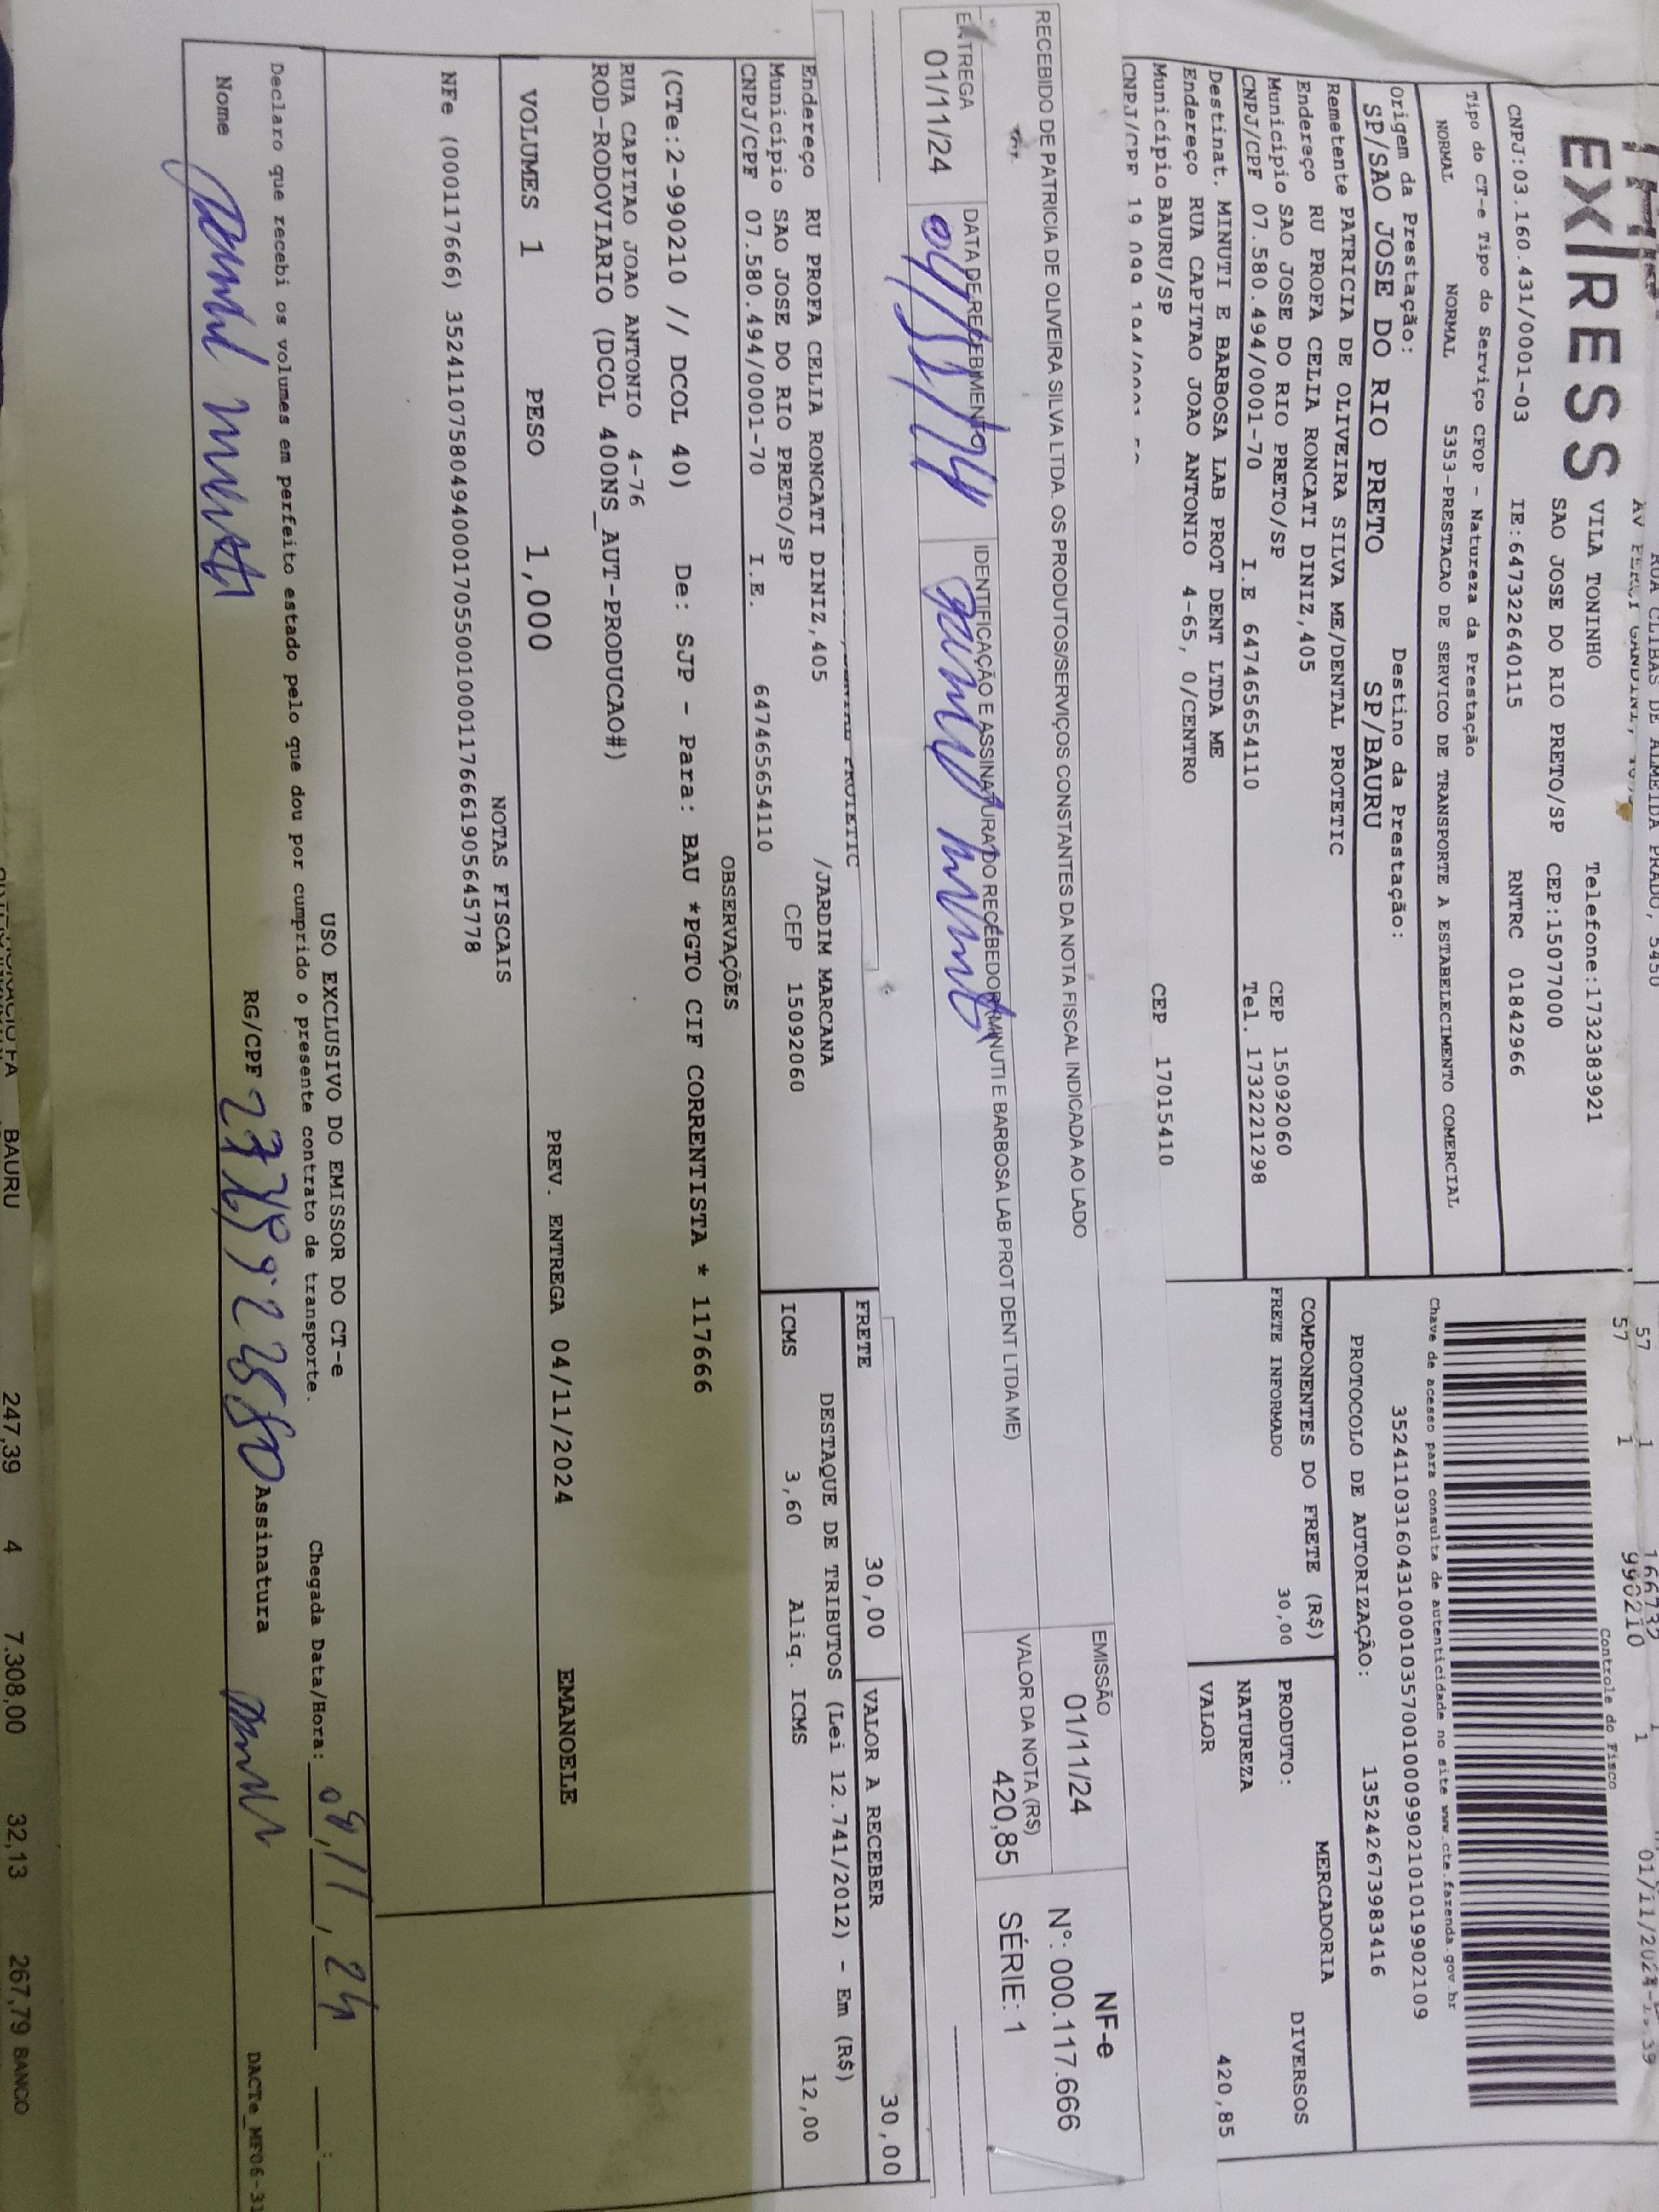 RUA CLIBAS DE ALMEIDA PRADO, 5450
EX/RESS
VILA TONINHO Telefone:1732383921
SAO JOSE DO RIO PRETO/SP CEP:15077000
CNPJ:03.160.431/0001-03 IE:647322640115 RNTRC 01842966
Tipo do CT-e Tipo do Serviço CFOP - Natureza da Prestação
NORMAL NORMAL 5353-PRESTACAO DE SERVICO DE TRANSPORTE A ESTABELECIMENTO COMERCIAL
Origem da Prestação: Destino da Prestação:
SP/SAO JOSE DO RIO PRETO SP/BAURU
Remetente PATRICIA DE OLIVEIRA SILVA ME/DENTAL PROTETIC
Endereço RU PROFA CELIA RONCATI DINIZ,405
Município SAO JOSE DO RIO PRETO/SP CEP 15092060
CNPJ/CPF 07.580.494/0001-70 I.E 647465654110 Tel. 1732221298
Destinat. MINUTI E BARBOSA LAB PROT DENT LTDA ME
Endereço RUA CAPITAO JOAO ANTONIO 4-65, 0/CENTRO
Município BAURU/SP CEP 17015410
CNPJ/CPF
57 1 166732 1
57 1 990210 1
Controle do Fisco
Chave de acesso para consulta de autenticidade no site www.cte.fazenda.gov.br
35241103160431000103570010009902101019902109
PROTOCOLO DE AUTORIZAÇÃO: 135242673983416
COMPONENTES DO FRETE (R$)
FRETE INFORMADO 30,00
MERCADORIA
PRODUTO: DIVERSOS
NATUREZA
VALOR 420,85
RECEBIDO DE PATRICIA DE OLIVEIRA SILVA LTDA. OS PRODUTOS/SERVIÇOS CONSTANTES DA NOTA FISCAL INDICADA AO LADO
EMISSÃO
01/11/24
VALOR DA NOTA (R$)
420,85
NF-e
Nº: 000.117.666
SÉRIE: 1
ENTREGA
01/11/24
DATA DE RECEBIMENTO
IDENTIFICAÇÃO E ASSINATURA DO RECEBEDOR(MINUTI E BARBOSA LAB PROT DENT LTDA ME)
Endereço RU PROFA CELIA RONCATI DINIZ,405 /JARDIM MARCANA
Município SAO JOSE DO RIO PRETO/SP CEP 15092060
CNPJ/CPF 07.580.494/0001-70 I.E. 647465654110
FRETE 30,00 VALOR A RECEBER 30,00
DESTAQUE DE TRIBUTOS (Lei 12.741/2012) - Em (R$)
ICMS 3,60 Aliq. ICMS 12,00
OBSERVAÇÕES
(CTe:2-990210 // DCOL 40) De: SJP - Para: BAU *PGTO CIF CORRENTISTA * 117666
RUA CAPITAO JOAO ANTONIO 4-76
ROD-RODOVIARIO (DCOL 400NS_AUT-PRODUCAO#)
VOLUMES 1 PESO 1,000 PREV. ENTREGA 04/11/2024 EMANOELE
NOTAS FISCAIS
NFe (000117666) 35241107580494000170550010001176661905645778
USO EXCLUSIVO DO EMISSOR DO CT-e
Declaro que recebi os volumes em perfeito estado pelo que dou por cumprido o presente contrato de transporte.
Chegada Data/Hora:
Nome RG/CPF Assinatura
BAURU 247,39 4 7.308,00 32,13 267,79 BANCO